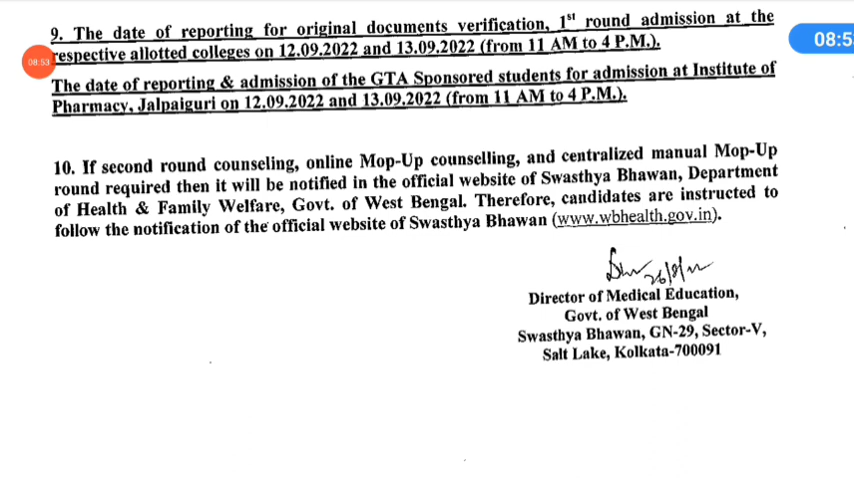 9. The date of reporting for original documents verification, 1st round admission at the
respective allotted colleges on 12.09.2022 and 13.09.2022 (from 11 AM to 4 P.M.).
The date of reporting & admission of the GTA Sponsored students for admission at Institute of
Pharmacy, Jalpaiguri on 12.09.2022 and 13.09.2022 (from 11 AM to 4 P.M.).
10. If second round counseling, online Mop-Up counselling, and centralized manual Mop-Up
round required then it will be notified in the official website of Swasthya Bhawan, Department
of Health & Family Welfare, Govt. of West Bengal. Therefore, candidates are instructed to
follow the notification of the official website of Swasthya Bhawan (www.wbhealth.gov.in).
Director of Medical Education,
Govt. of West Bengal
Swasthya Bhawan, GN-29, Sector-V,
Salt Lake, Kolkata-700091
08:53
08:5